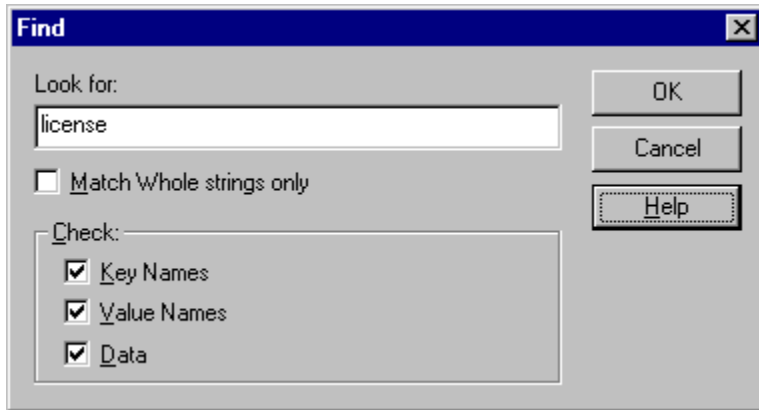 Find
Look for:
OK
license
Cancel
Match Whole strings only
Help
Check:
Key Names
Value Names
Data